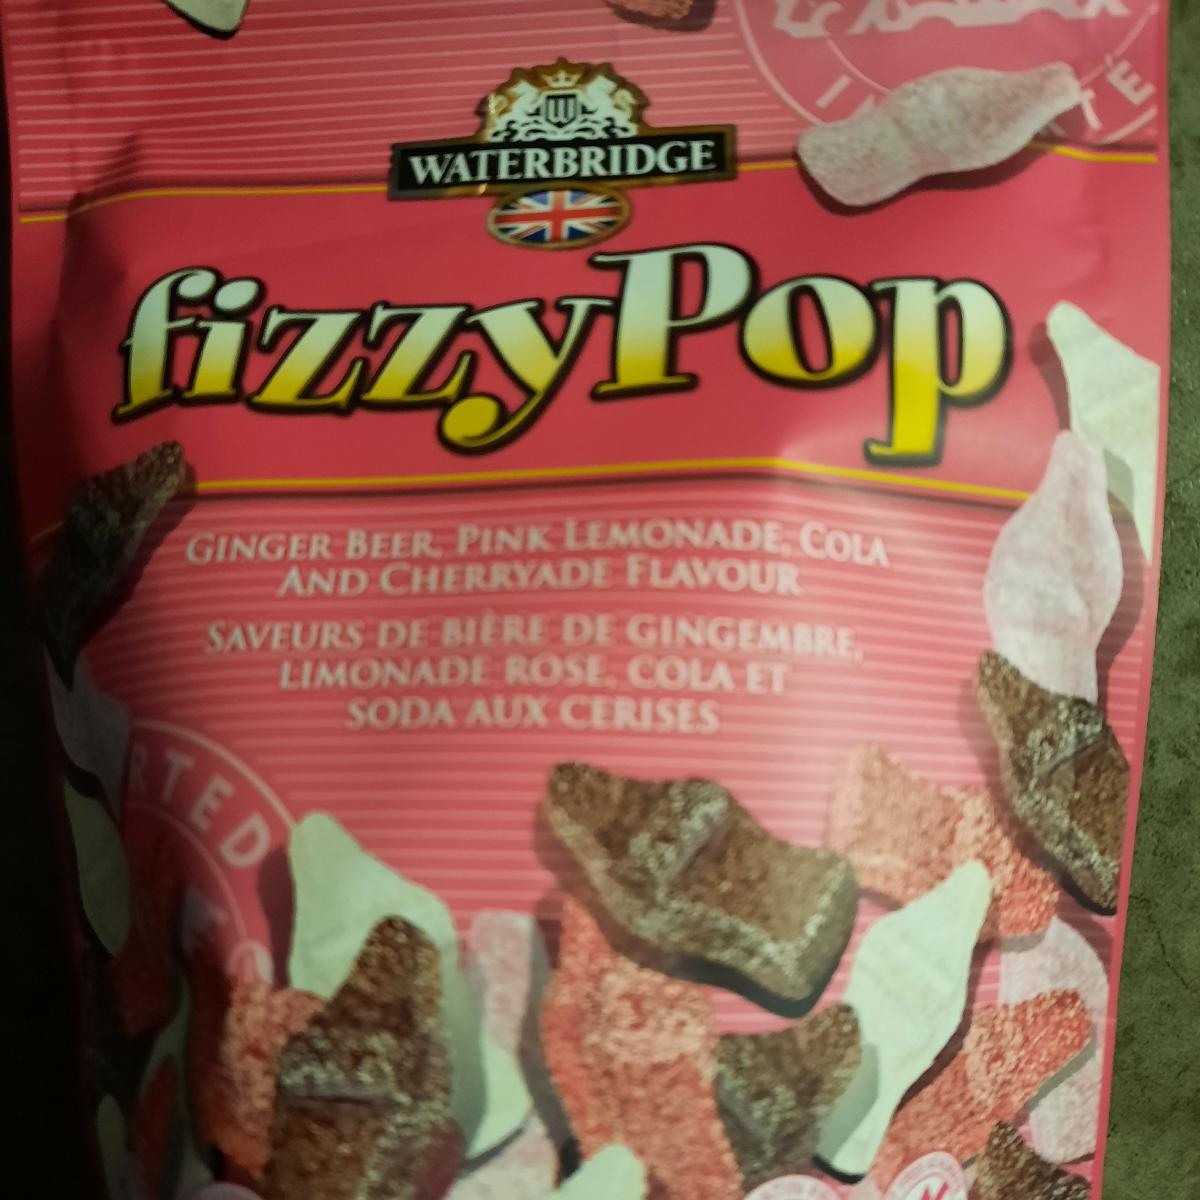 W
WATERBRIDGE
fizzyPop
GINGER BEER, PINK LEMONADE, COLA
AND CHERRYADE FLAVOUR
SAVEURS DE BIÈRE DE GINGEMBRE,
LIMONADE ROSE, COLA ET
SODA AUX CERISES